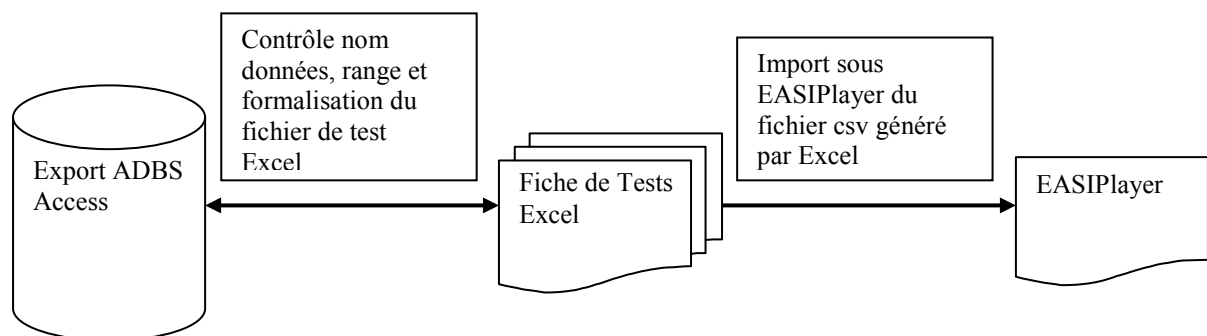 Contrôle nom
données, range et
formalisation du
fichier de test
Excel
Import sous
EASIPlayer du
fichier csv généré
par Excel
Export ADBS
Access
Fiche de Tests
Excel
EASIPlayer